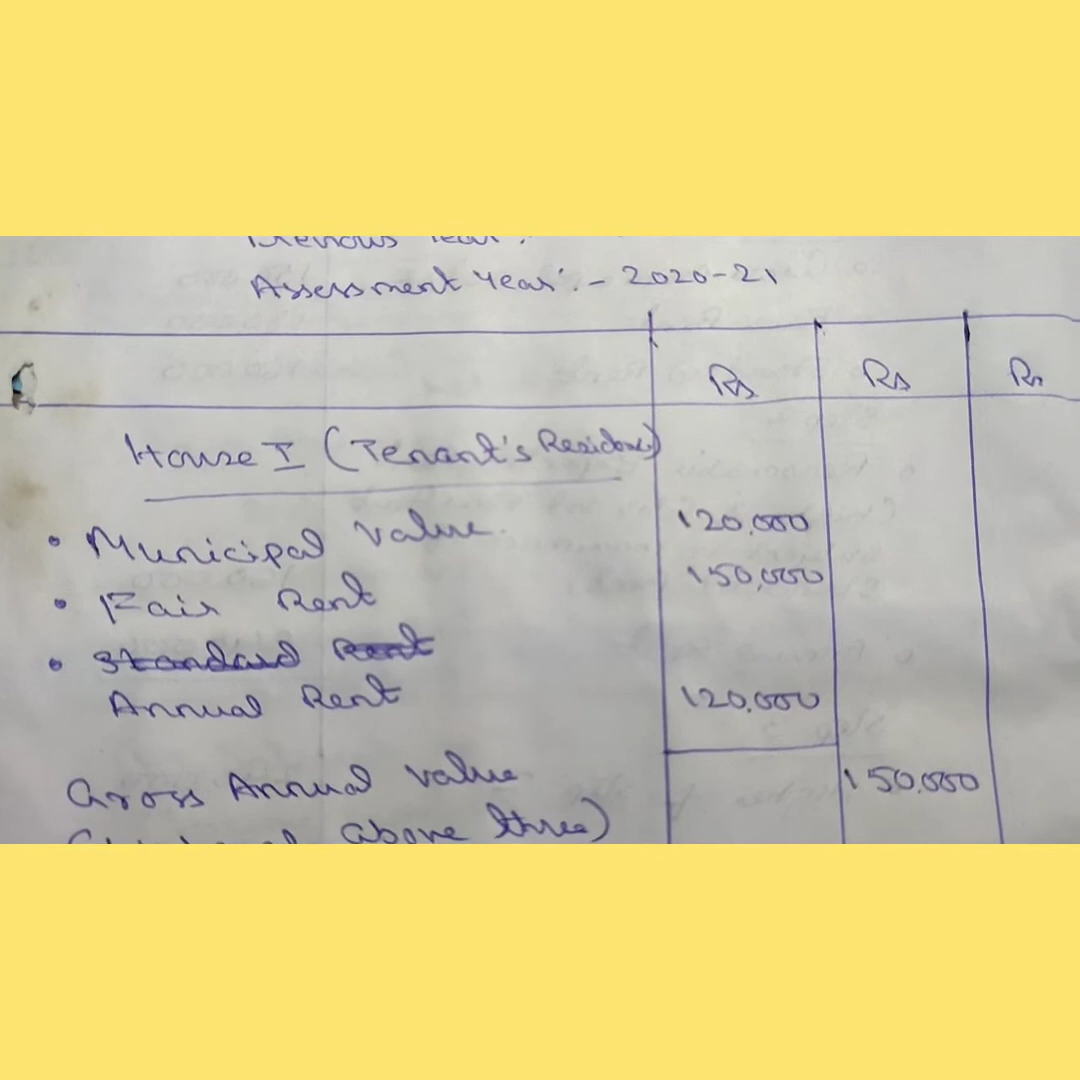 Assessment Year :- 2020-21
Rs Rs Rs
House I (Tenant's Residence)
• Municipal Value 120,000
• Fair Rent 150,000
• Standard Rent
Annual Rent 120,000
Gross Annual Value 150,000
above three)